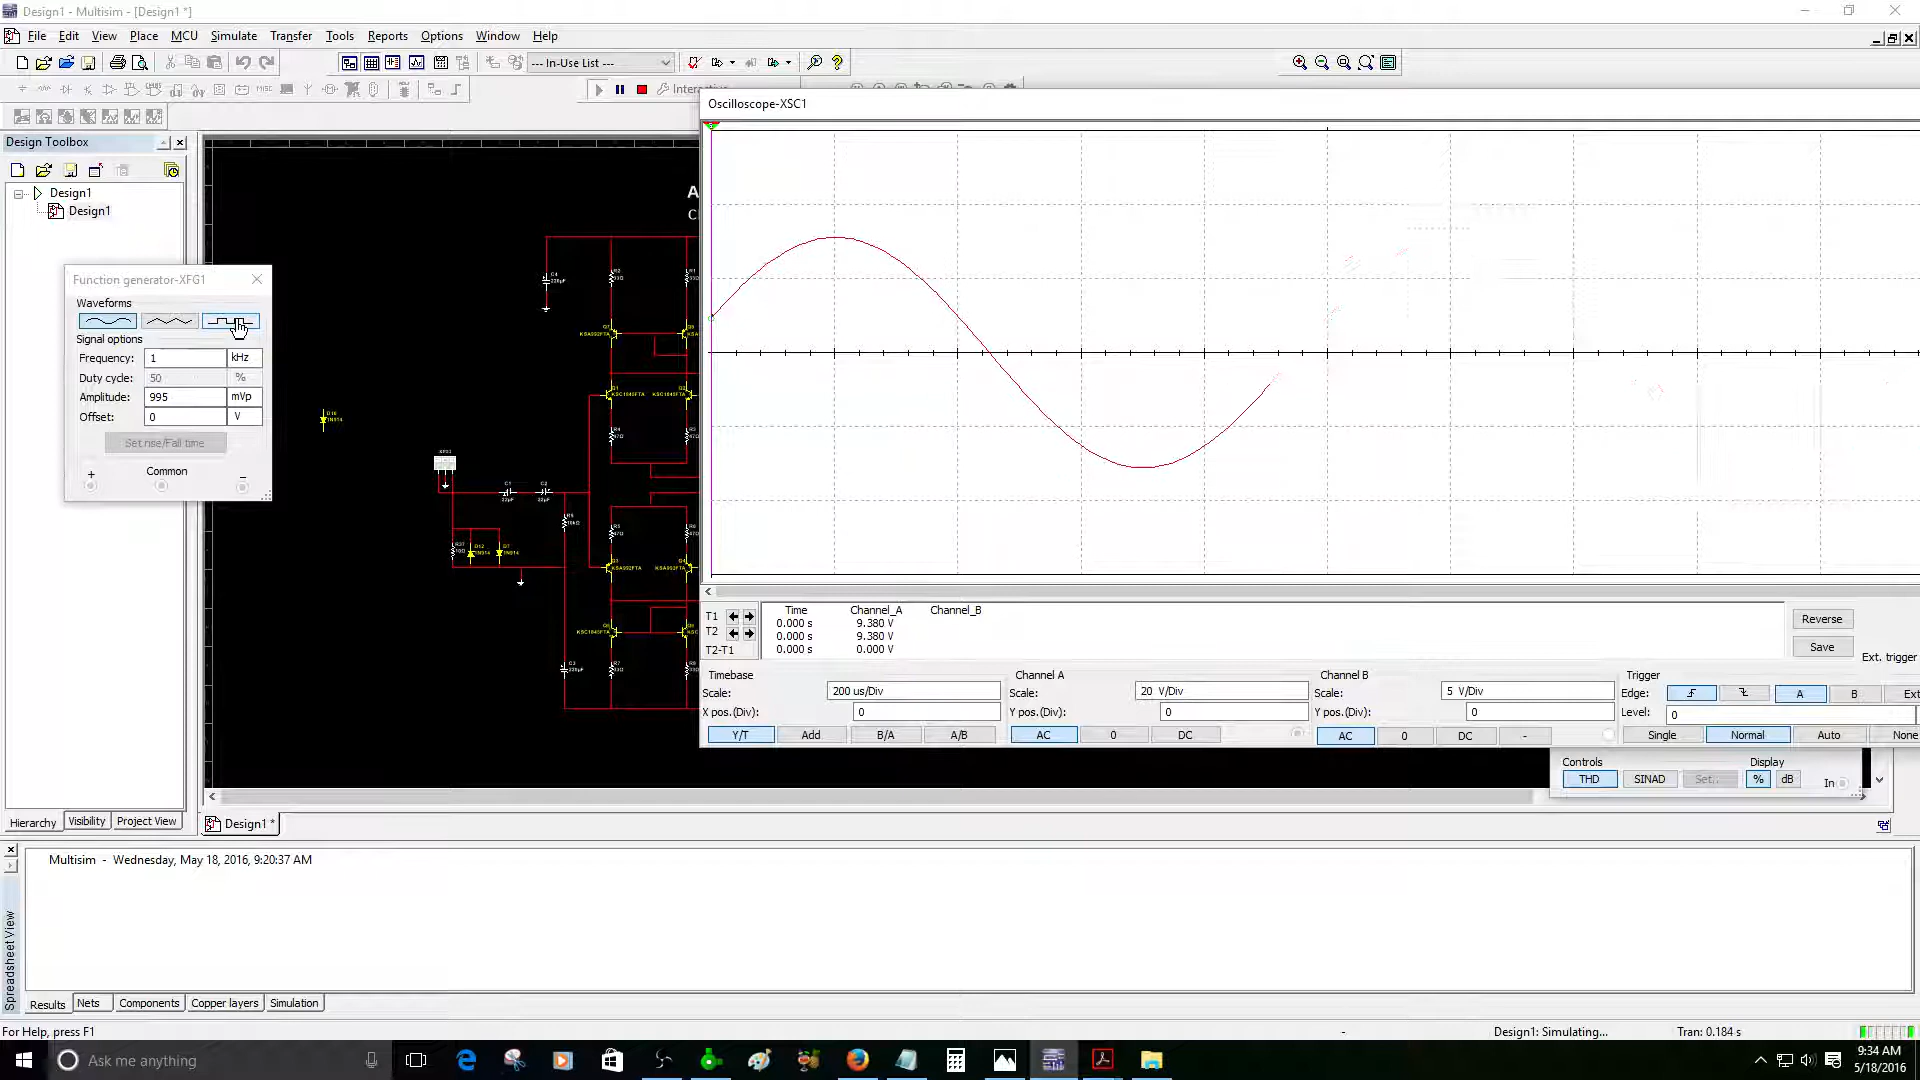 Design1 - Multisim - [Design1 *]
File Edit View Place MCU Simulate Transfer Tools Reports Options Window Help
--- In-Use List ---
Interactive
Design Toolbox
Design1
Design1
Function generator-XFG1
Waveforms
Signal options
Frequency: 1 kHz
Duty cycle: 50 %
Amplitude: 995 mVp
Offset: 0 V
Set rise/Fall time
+ Common -
Oscilloscope-XSC1
A
C
T1
T2
T2-T1
Time Channel_A Channel_B
0.000 s 9.380 V
0.000 s 9.380 V
0.000 s 0.000 V
Reverse
Save
Ext. trigger
Timebase
Scale: 200 us/Div
X pos.(Div): 0
Y/T Add B/A A/B
Channel A
Scale: 20 V/Div
Y pos.(Div): 0
AC 0 DC
Channel B
Scale: 5 V/Div
Y pos.(Div): 0
AC 0 DC -
Trigger
Edge: A B Ext
Level: 0
Single Normal Auto None
Controls
THD SINAD Set..
Display
% dB
In
Hierarchy Visibility Project View
Design1 *
Multisim - Wednesday, May 18, 2016, 9:20:37 AM
Spreadsheet View
Results Nets Components Copper layers Simulation
For Help, press F1
-
Design1: Simulating...
Tran: 0.184 s
Ask me anything
9:34 AM
5/18/2016